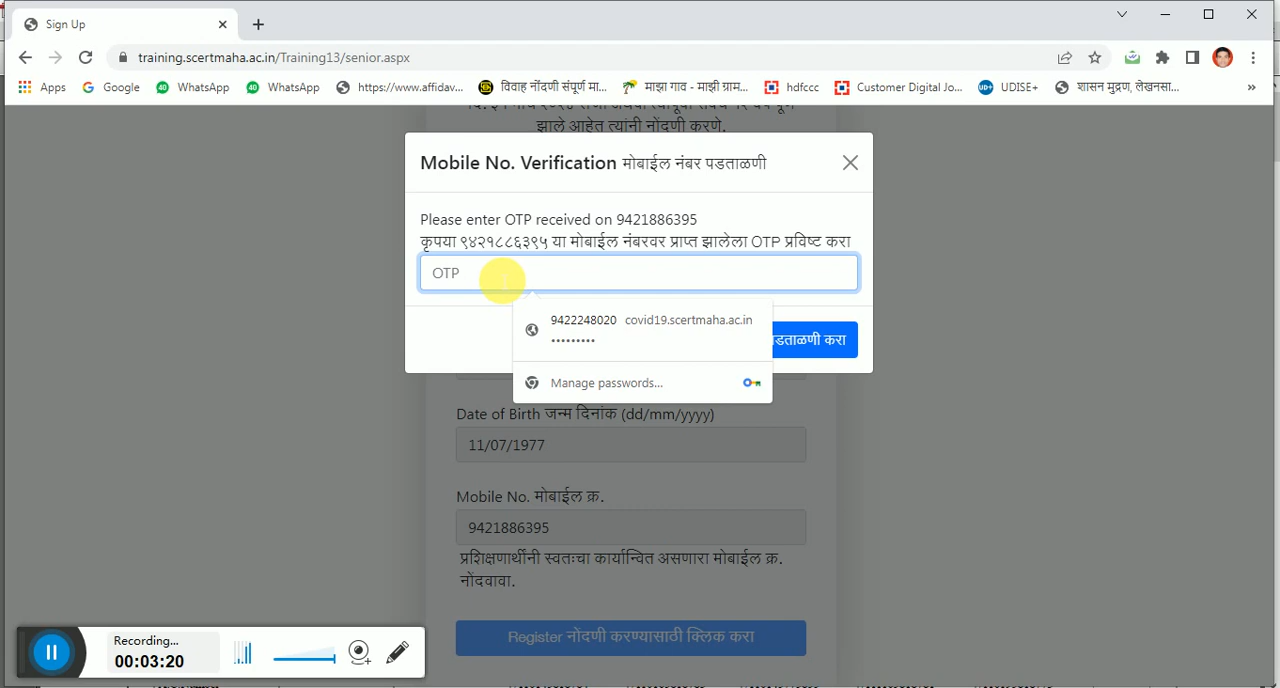 Sign Up
training.scertmaha.ac.in/Training13/senior.aspx
Apps Google WhatsApp WhatsApp https://www.affidav... विवाह नोंदणी संपूर्ण मा... माझा गाव - माझी ग्राम... hdfccc Customer Digital Jo... UDISE+ शासन मुद्रण, लेखनसा... »
झाले आहेत त्यांनी नोंदणी करणे.
Mobile No. Verification मोबाईल नंबर पडताळणी
Please enter OTP received on 9421886395
कृपया ९४२१८८६३९५ या मोबाईल नंबरवर प्राप्त झालेला OTP प्रविष्ट करा
OTP
9422248020 covid19.scertmaha.ac.in
•••••••••
डताळणी करा
Manage passwords...
Date of Birth जन्म दिनांक (dd/mm/yyyy)
11/07/1977
Mobile No. मोबाईल क्र.
9421886395
प्रशिक्षणार्थींनी स्वतःचा कार्यान्वित असणारा मोबाईल क्र.
नोंदवावा.
Register नोंदणी करण्यासाठी क्लिक करा
Recording...
00:03:20